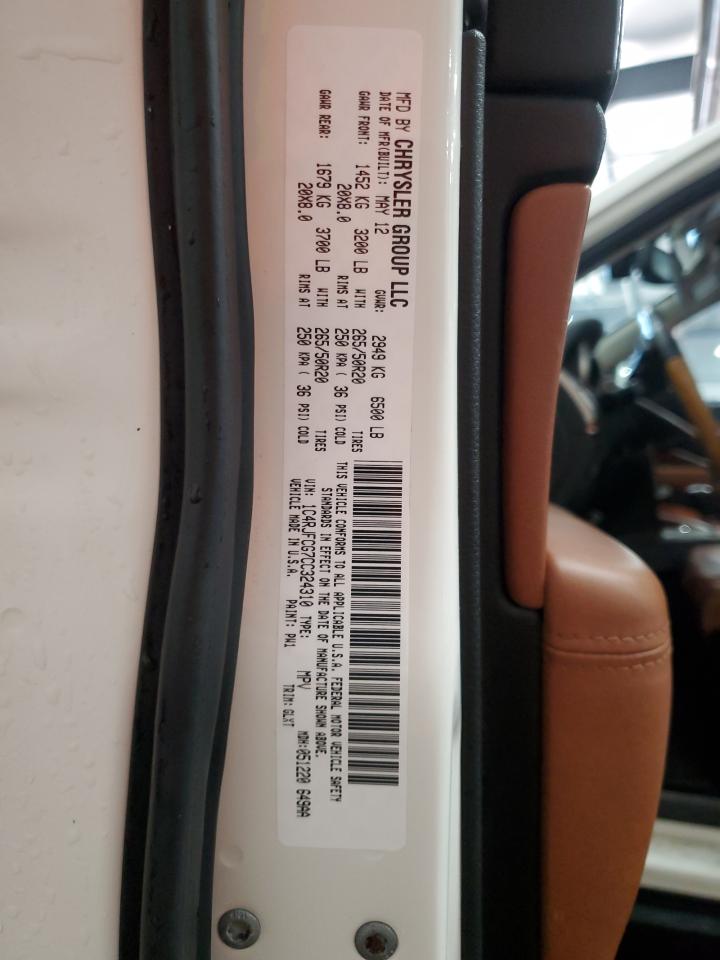 MFD BY CHRYSLER GROUP LLC
DATE OF MFR(BUILT): MAY 12 GVWR: 2949 KG 6500 LB
GAWR FRONT: 1452 KG 3200 LB WITH 265/50R20 TIRES
20X8.0 RIMS AT 250 KPA ( 36 PSI) COLD
GAWR REAR: 1679 KG 3700 LB WITH 265/50R20 TIRES
20X8.0 RIMS AT 250 KPA ( 36 PSI) COLD
THIS VEHICLE CONFORMS TO ALL APPLICABLE U.S.A. FEDERAL MOTOR VEHICLE SAFETY
STANDARDS IN EFFECT ON THE DATE OF MANUFACTURE SHOWN ABOVE.
VIN: 1C4RJFCG7CC324310 TYPE: MPV MDH:051220 649AA
VEHICLE MADE IN U.S.A. PAINT: PW1 TRIM: GLXT